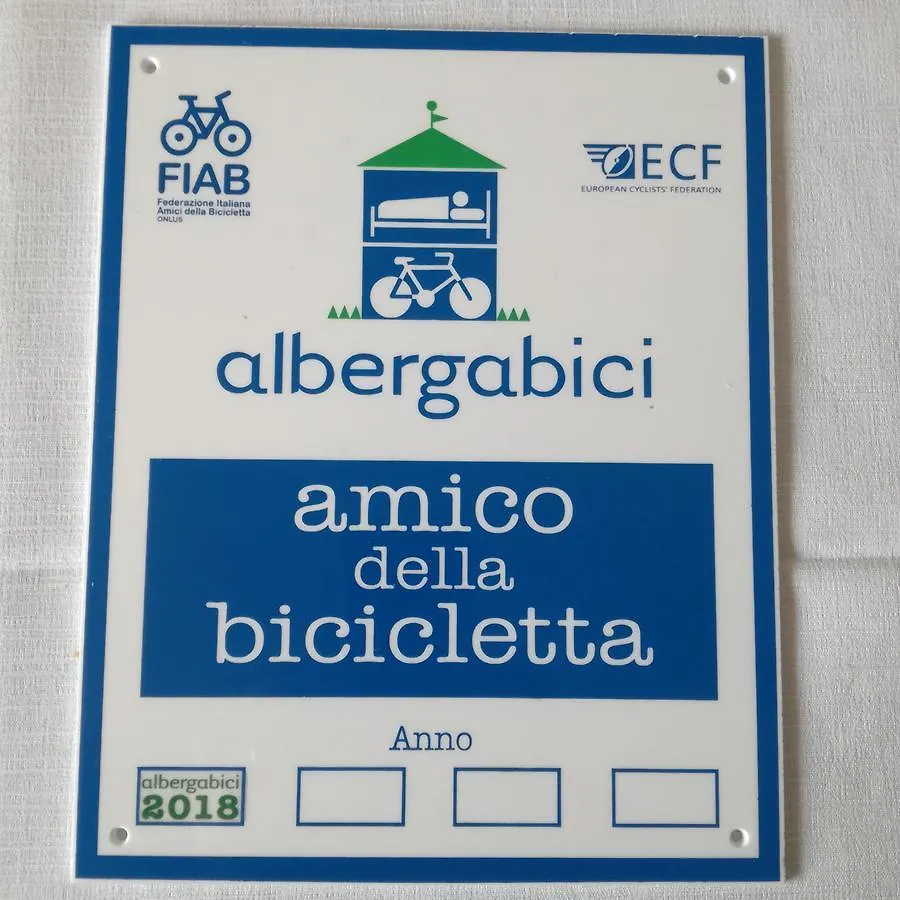 FIAB
Federazione Italiana
Amici della Bicicletta
ONLUS
ECF
EUROPEAN CYCLISTS' FEDERATION
albergabici
amico
della
bicicletta
Anno
albergabici
2018